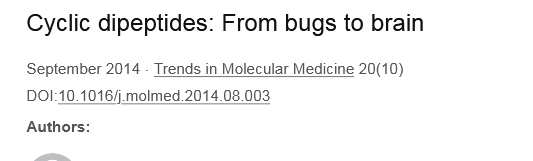 Cyclic dipeptides: From bugs to brain
September 2014 · Trends in Molecular Medicine 20(10)
DOI:10.1016/j.molmed.2014.08.003
Authors: